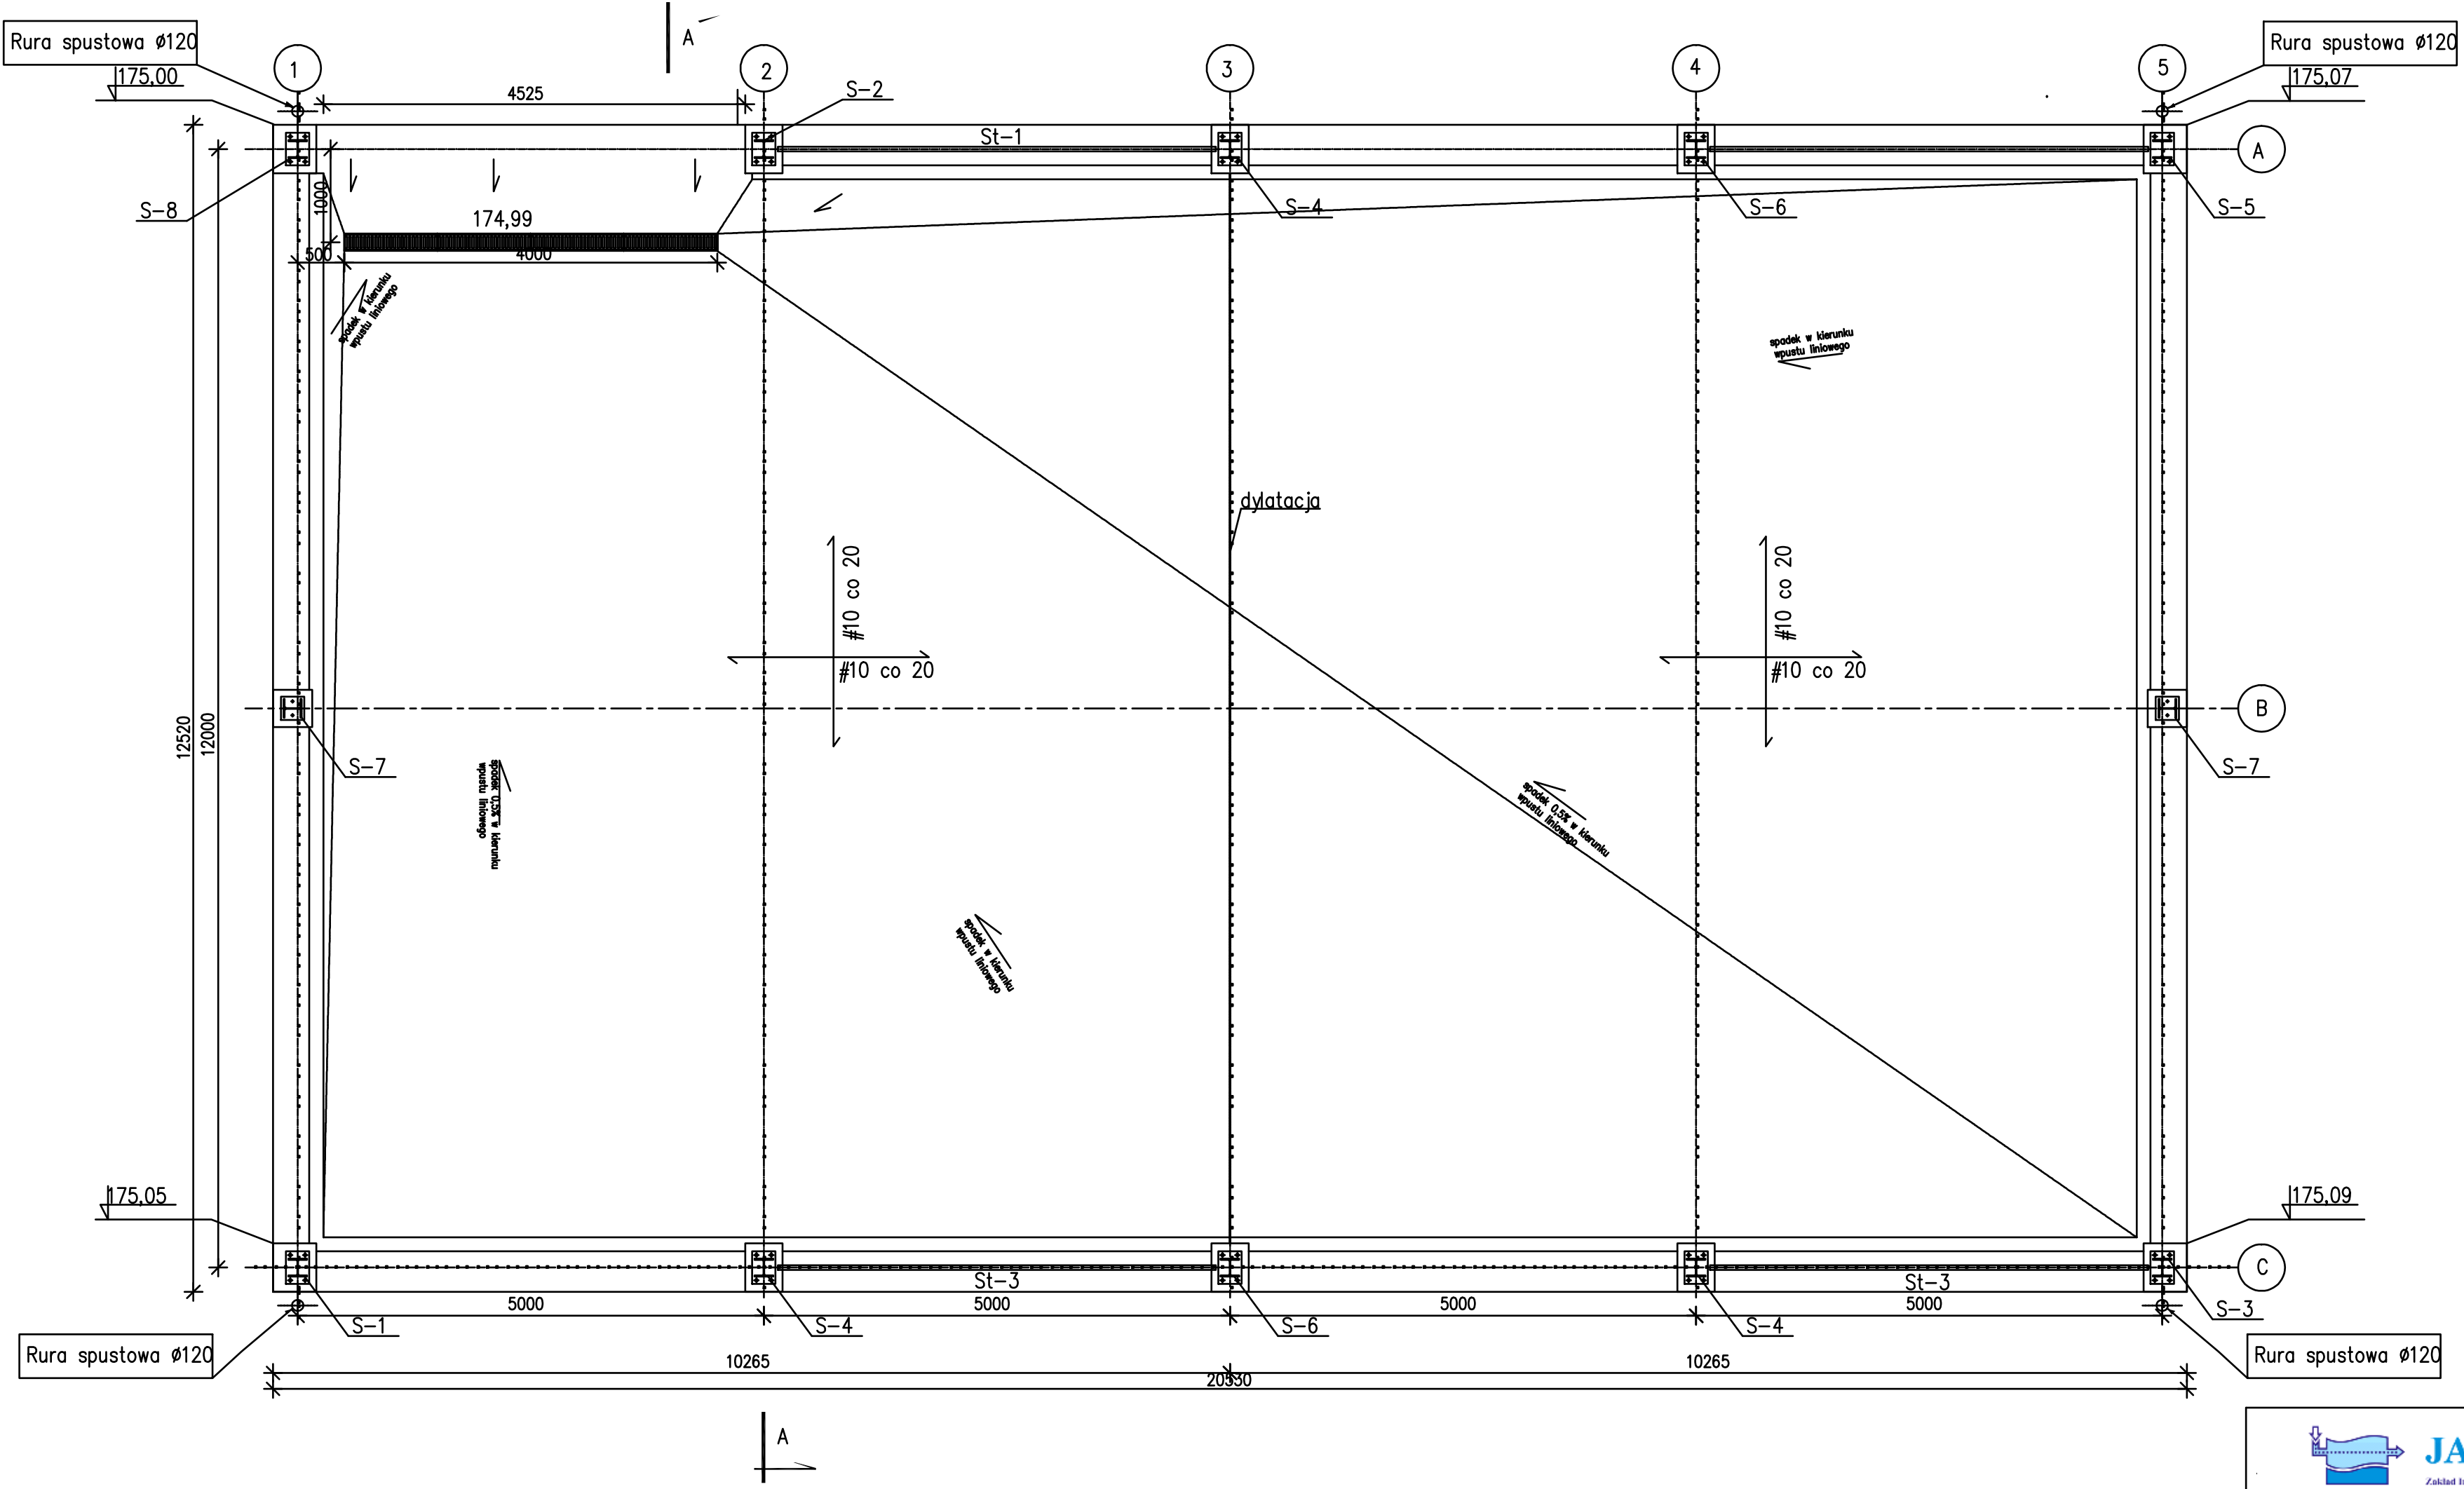 Rura spustowa ø120
A
Rura spustowa ø120
1
2
3
4
5
175,00
175,07
4525
S-2
St-1
A
1000
S-8
174,99
S-4
S-6
S-5
500
4000
spadek w kierunku
wpustu liniowego
spadek w kierunku
wpustu liniowego
dylatacja
#10 co 20
#10 co 20
#10 co 20
#10 co 20
12520
12000
B
S-7
S-7
spadek 0,5% w kierunku
wpustu liniowego
spadek 0,5% w kierunku
wpustu liniowego
spadek w kierunku
wpustu liniowego
175,05
175,09
C
St-3
St-3
5000
5000
5000
5000
S-1
S-4
S-6
S-4
S-3
Rura spustowa ø120
Rura spustowa ø120
10265
10265
20530
A
JA
Zakład